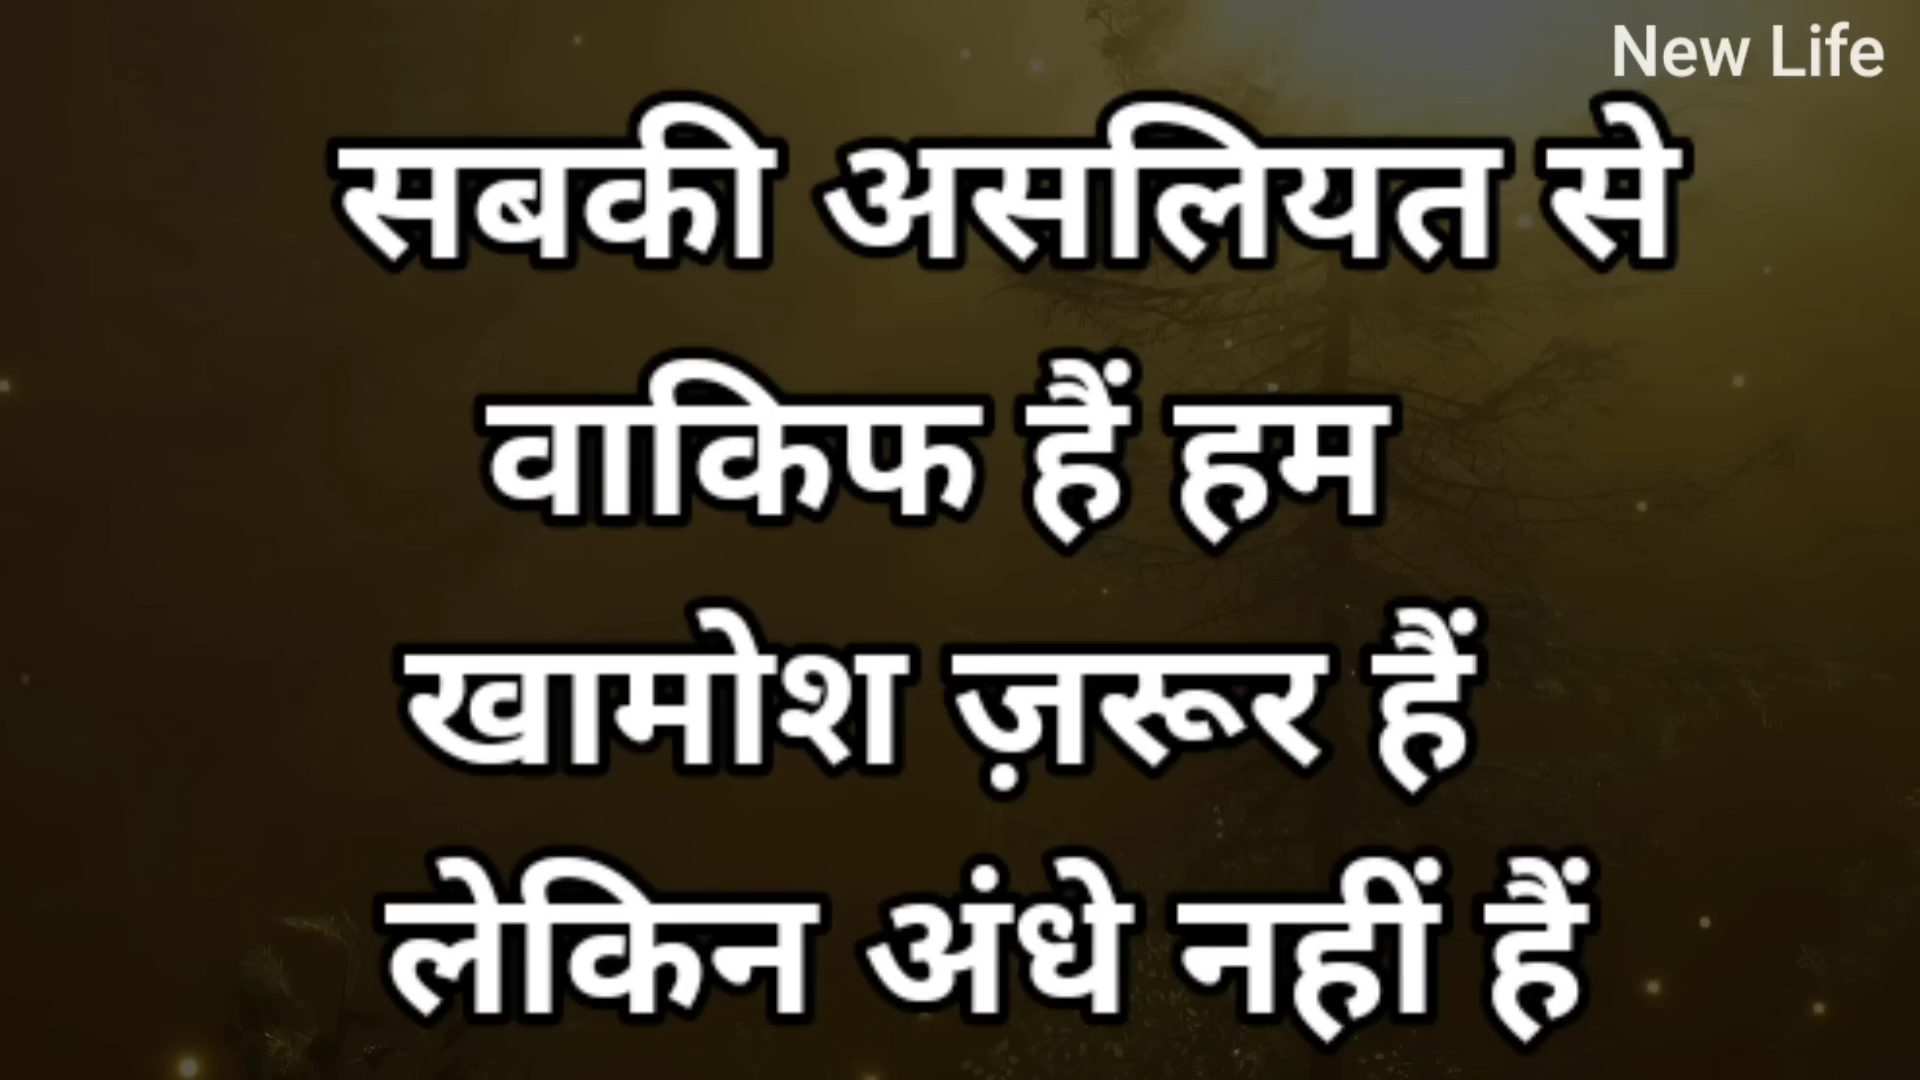 New Life
सबकी असलियत से
वाकिफ हैं हम
खामोश ज़रूर हैं
लेकिन अंधे नहीं हैं